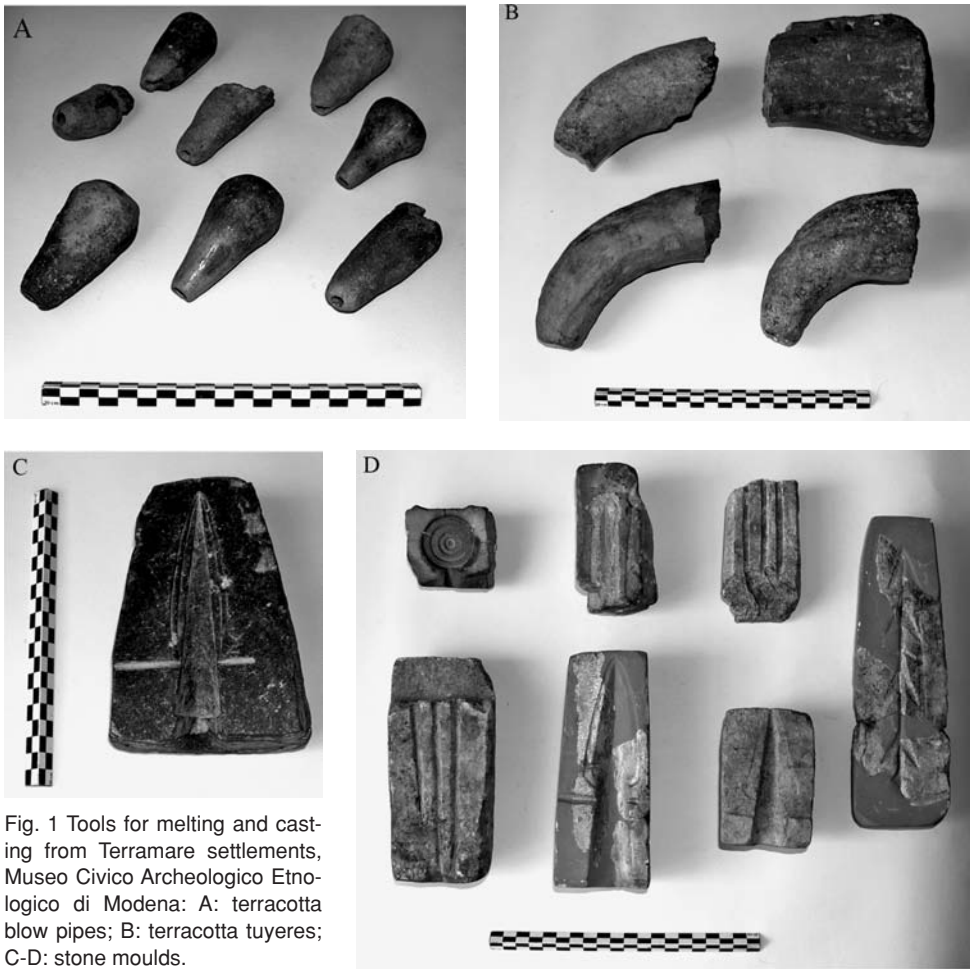 A
B
C
D
Fig. 1 Tools for melting and cast-
ing from Terramare settlements,
Museo Civico Archeologico Etno-
logico di Modena: A: terracotta
blow pipes; B: terracotta tuyeres;
C-D: stone moulds.